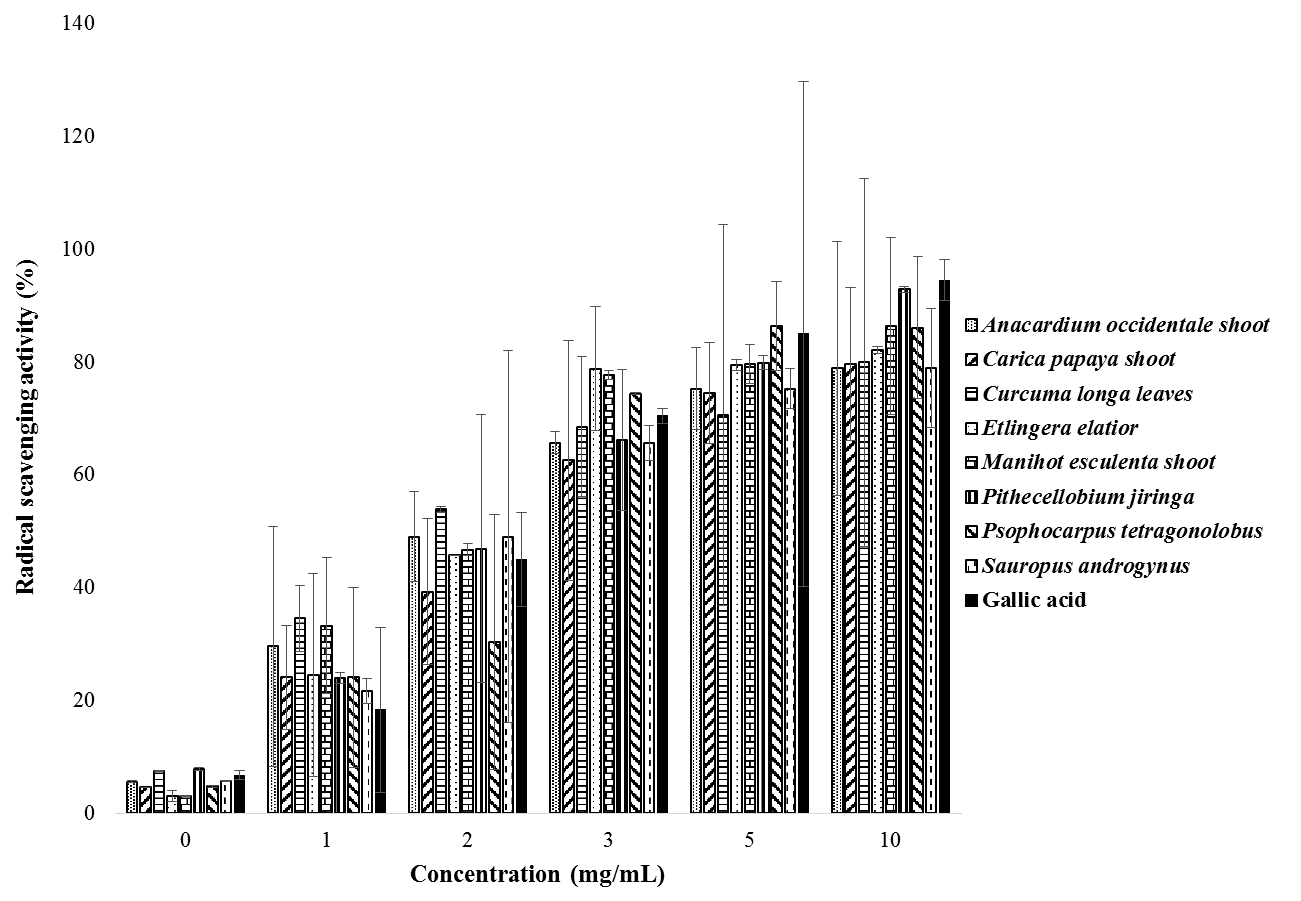 140
120
100
80
60
40
20
0
Radical scavenging activity (%)
0 1 2 3 5 10
Concentration (mg/mL)
Anacardium occidentale shoot
Carica papaya shoot
Curcuma longa leaves
Etlingera elatior
Manihot esculenta shoot
Pithecellobium jiringa
Psophocarpus tetragonolobus
Sauropus androgynus
Gallic acid